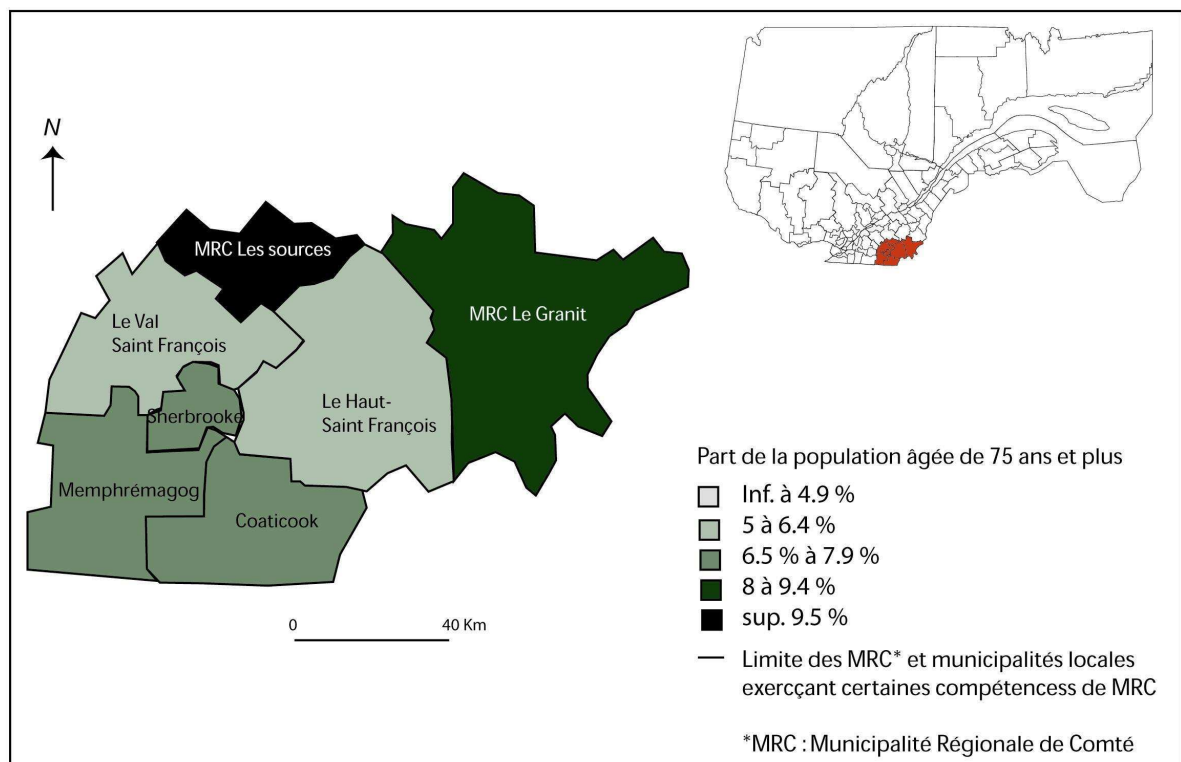 N
MRC Les sources
MRC Le Granit
Le Val
Saint François
Sherbrooke
Le Haut-
Saint François
Memphrémagog
Coaticook
0 40 Km
Part de la population âgée de 75 ans et plus
Inf. à 4.9 %
5 à 6.4 %
6.5 % à 7.9 %
8 à 9.4 %
sup. 9.5 %
Limite des MRC* et municipalités locales
exercçant certaines compétencess de MRC
*MRC : Municipalité Régionale de Comté